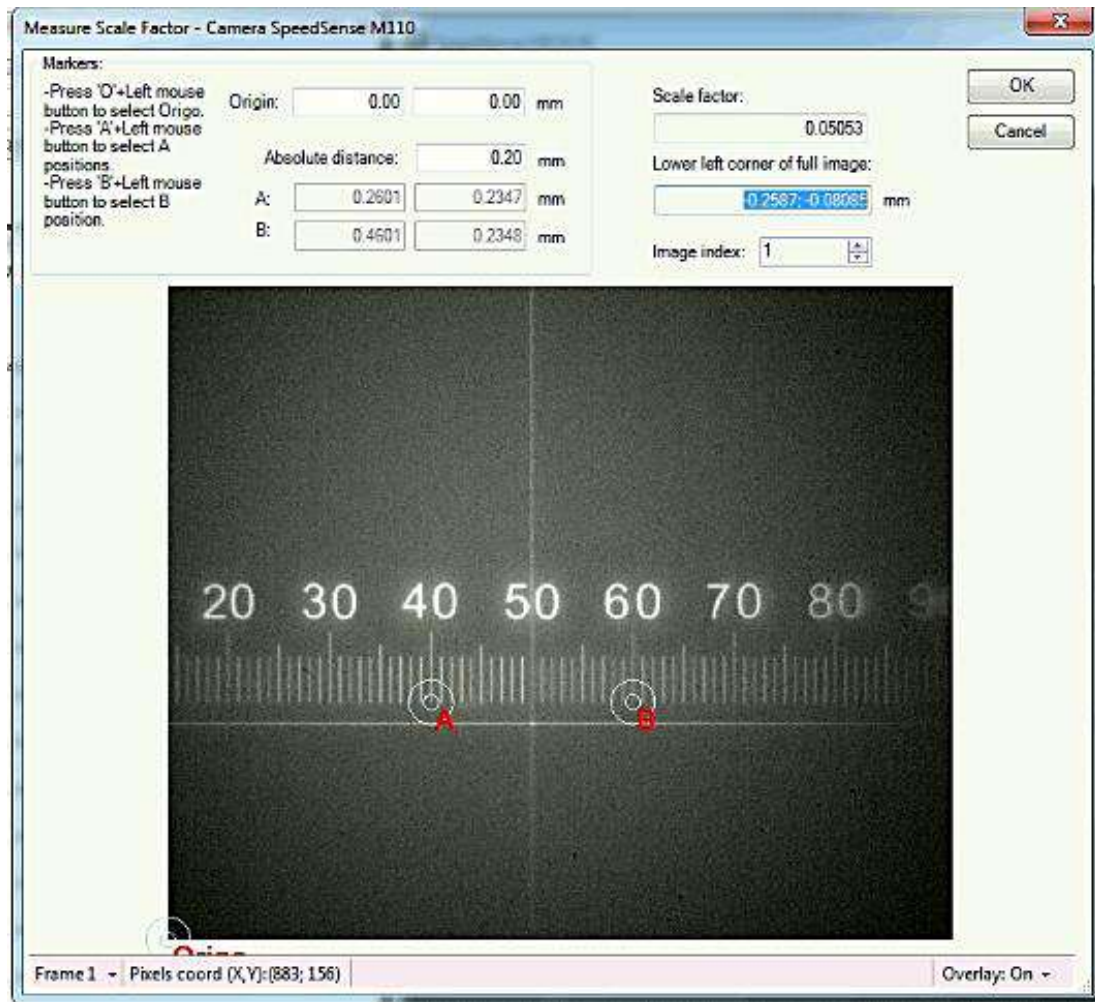 Measure Scale Factor - Camera SpeedSense M110
Markers:
-Press 'O'+Left mouse
button to select Origo.
-Press 'A'+Left mouse
button to select A
positions.
-Press 'B'+Left mouse
button to select B
position.
Origin: 0.00 0.00 mm
Absolute distance: 0.20 mm
A: 0.2601 0.2347 mm
B: 0.4601 0.2348 mm
Scale factor:
0.05053
Lower left corner of full image:
-0.2587; -0.08085 mm
Image index: 1
OK
Cancel
20 30 40 50 60 70 80
A B
Origo
Frame 1 Pixels coord (X,Y):(883; 156) Overlay: On